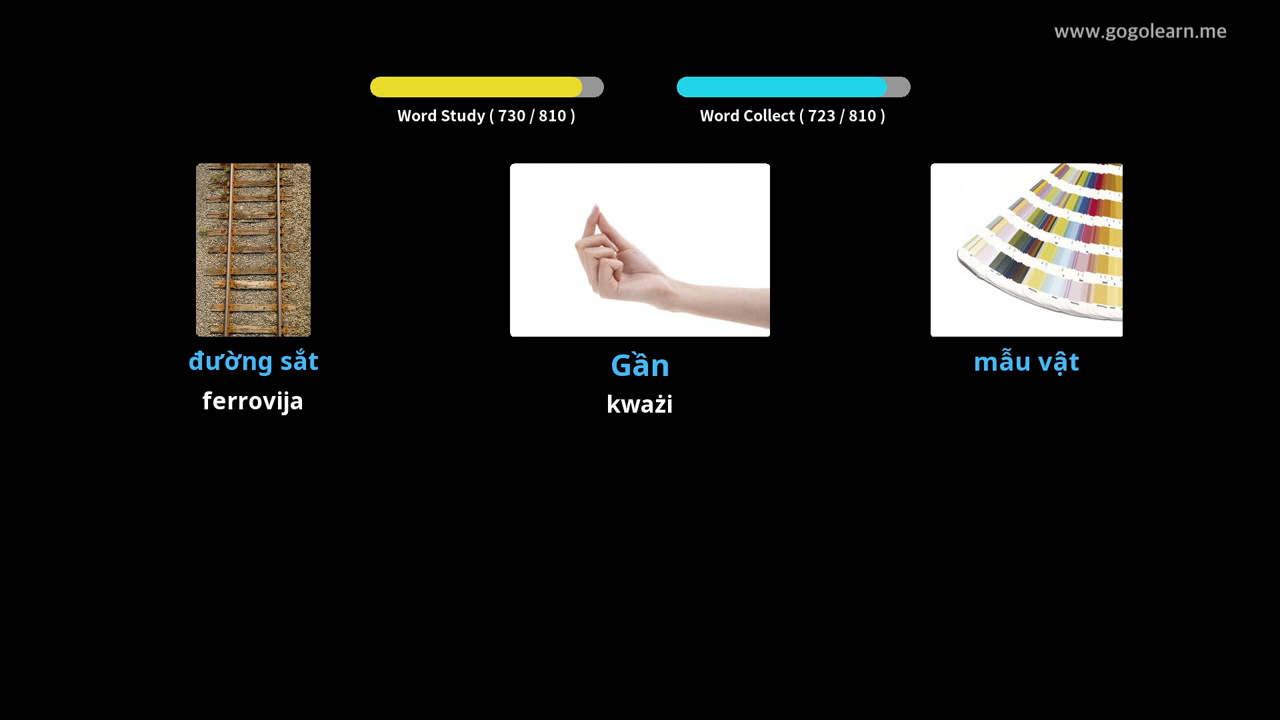 www.gogolearn.me
Word Study ( 730 / 810 )
Word Collect ( 723 / 810 )
đường sắt
Gần
mẫu vật
ferrovija
kważi